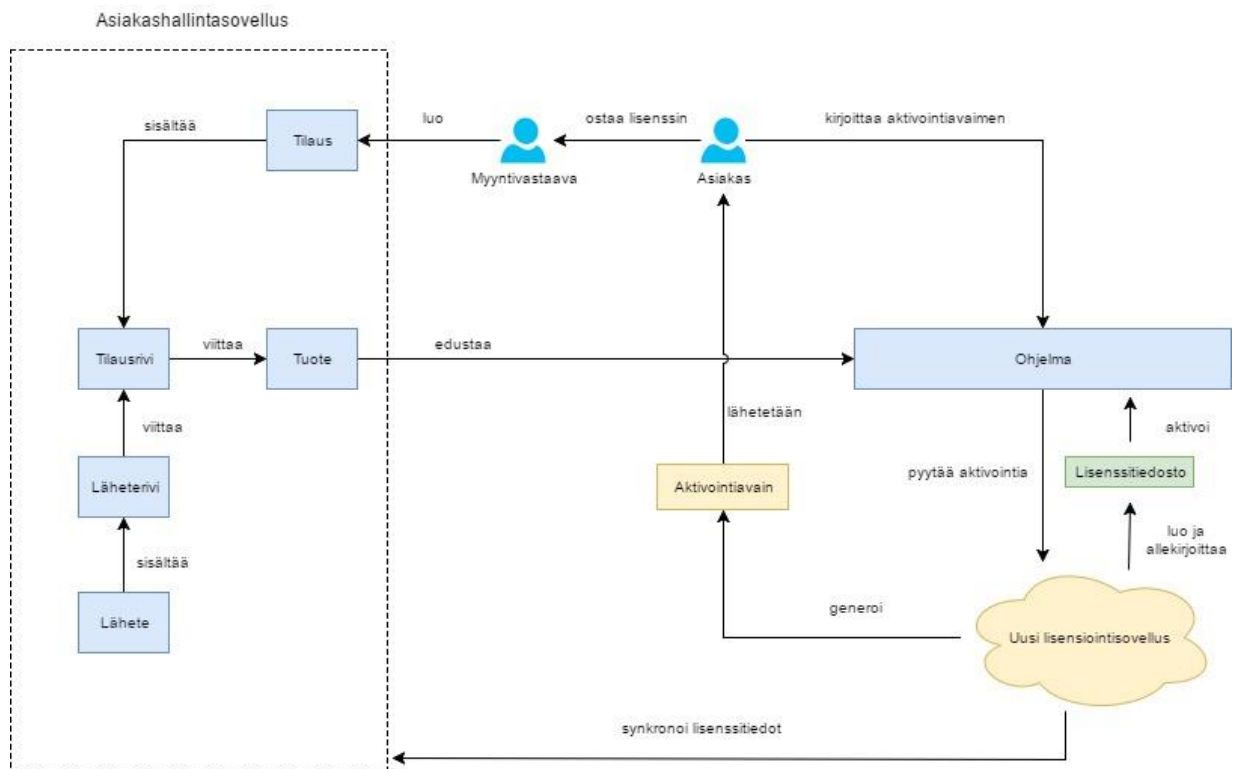 Asiakashallintasovellus
sisältää
Tilaus
luo
Myyntivastaava
ostaa lisenssin
Asiakas
kirjoittaa aktivointiavaimen
Tilausrivi
viittaa
Tuote
edustaa
Ohjelma
viittaa
lähetetään
aktivoi
Läheterivi
Aktivointiavain
pyytää aktivointia
Lisenssitiedosto
sisältää
luo ja
allekirjoittaa
Lähete
generoi
Uusi lisensiointisovellus
synkronoi lisenssitiedot